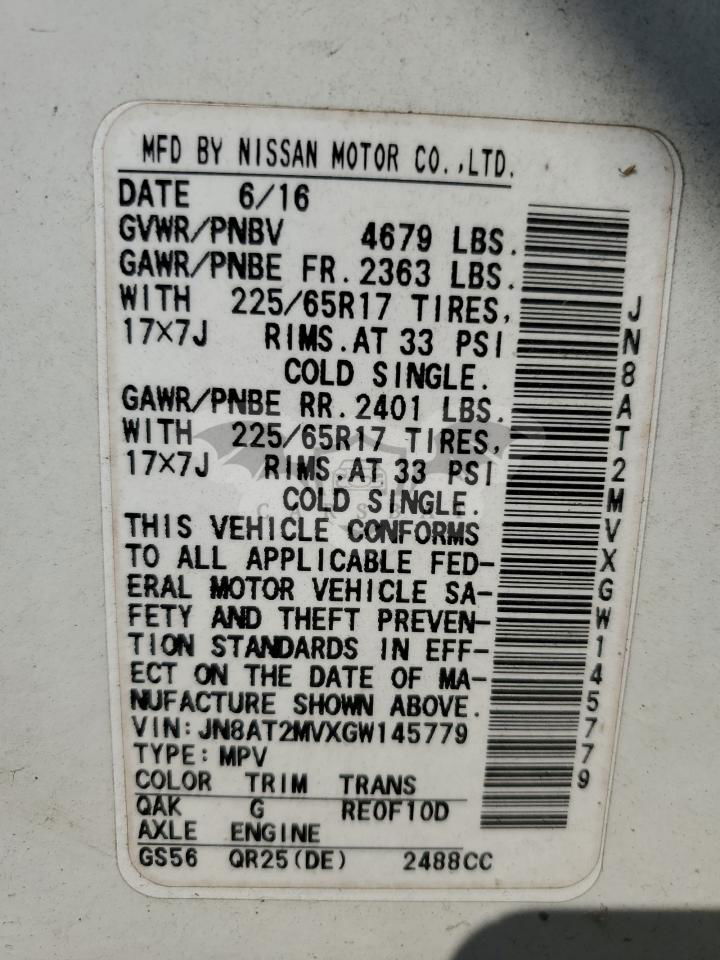 MFD BY NISSAN MOTOR CO.,LTD.
DATE 6/16
GVWR/PNBV 4679 LBS.
GAWR/PNBE FR.2363 LBS.
WITH 225/65R17 TIRES,
17×7J RIMS.AT 33 PSI
COLD SINGLE.
GAWR/PNBE RR.2401 LBS.
WITH 225/65R17 TIRES,
17×7J RIMS.AT 33 PSI
COLD SINGLE.
THIS VEHICLE CONFORMS
TO ALL APPLICABLE FED-
ERAL MOTOR VEHICLE SA-
FETY AND THEFT PREVEN-
TION STANDARDS IN EFF-
ECT ON THE DATE OF MA-
NUFACTURE SHOWN ABOVE.
VIN:JN8AT2MVXGW145779
TYPE:MPV
COLOR TRIM TRANS
QAK G RE0F10D
AXLE ENGINE
GS56 QR25(DE) 2488CC
JN8AT2MVXGW145779